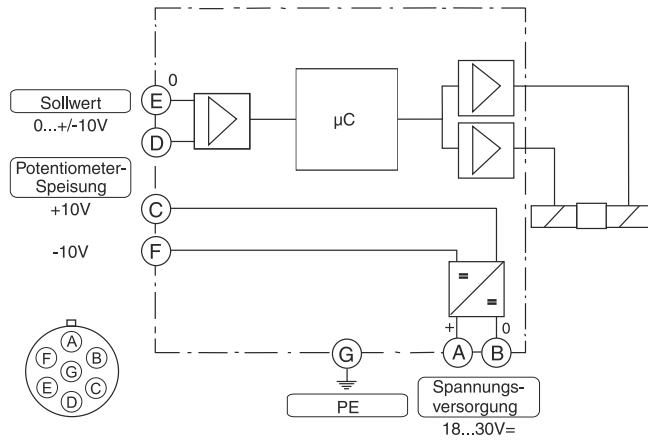 0
E
Sollwert
0...+/-10V
D
µC
Potentiometer-
Speisung
+10V
C
-10V
F
=
=
+
0
G
A
B
PE
Spannungs-
versorgung
18...30V=
A
F
B
G
E
C
D